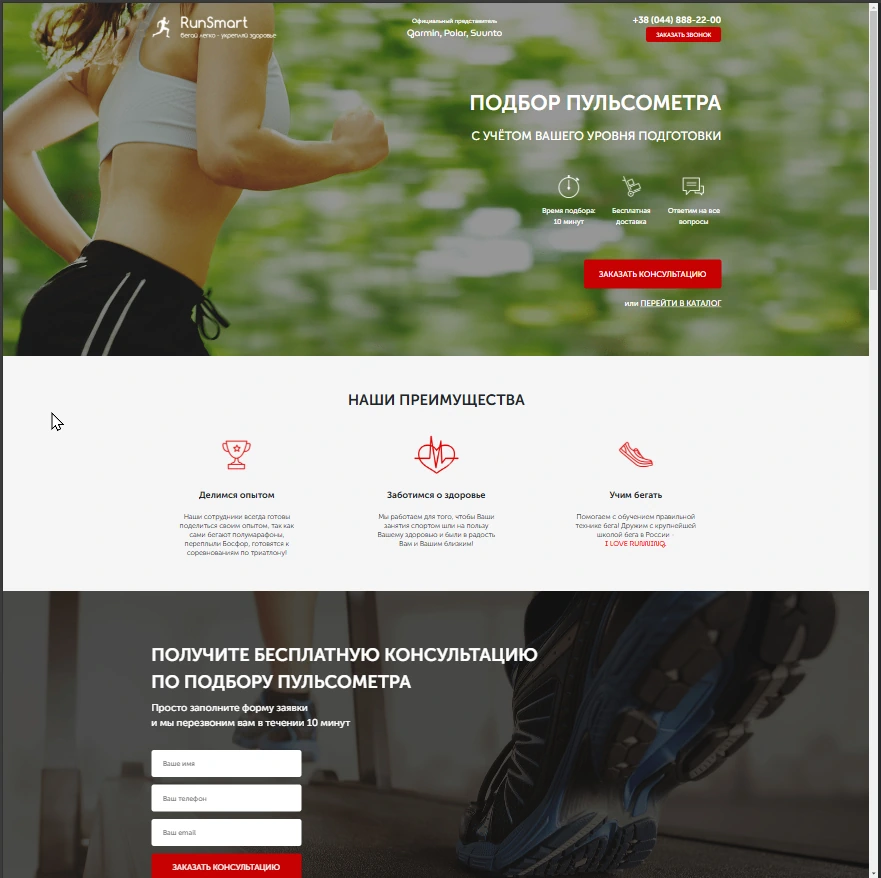 RunSmart
бегай легко - укрепляй здоровье
Официальный представитель
Garmin, Polar, Suunto
+38 (044) 888-22-00
ЗАКАЗАТЬ ЗВОНОК
ПОДБОР ПУЛЬСОМЕТРА
С УЧЁТОМ ВАШЕГО УРОВНЯ ПОДГОТОВКИ
Время подбора:
10 минут
Бесплатная
доставка
Ответим на все
вопросы
ЗАКАЗАТЬ КОНСУЛЬТАЦИЮ
или ПЕРЕЙТИ В КАТАЛОГ
НАШИ ПРЕИМУЩЕСТВА
Делимся опытом
Наши сотрудники всегда готовы
поделиться своим опытом, так как
сами бегают полумарафоны,
переплыли Босфор, готовятся к
соревнованиям по триатлону!
Заботимся о здоровье
Мы работаем для того, чтобы Ваши
занятия спортом шли на пользу
Вашему здоровью и были в радость
Вам и Вашим близким!
Учим бегать
Помогаем с обучением правильной
технике бега! Дружим с крупнейшей
школой бега в России -
I LOVE RUNNING.
ПОЛУЧИТЕ БЕСПЛАТНУЮ КОНСУЛЬТАЦИЮ
ПО ПОДБОРУ ПУЛЬСОМЕТРА
Просто заполните форму заявки
и мы перезвоним вам в течении 10 минут
Ваше имя
Ваш телефон
Ваш email
ЗАКАЗАТЬ КОНСУЛЬТАЦИЮ